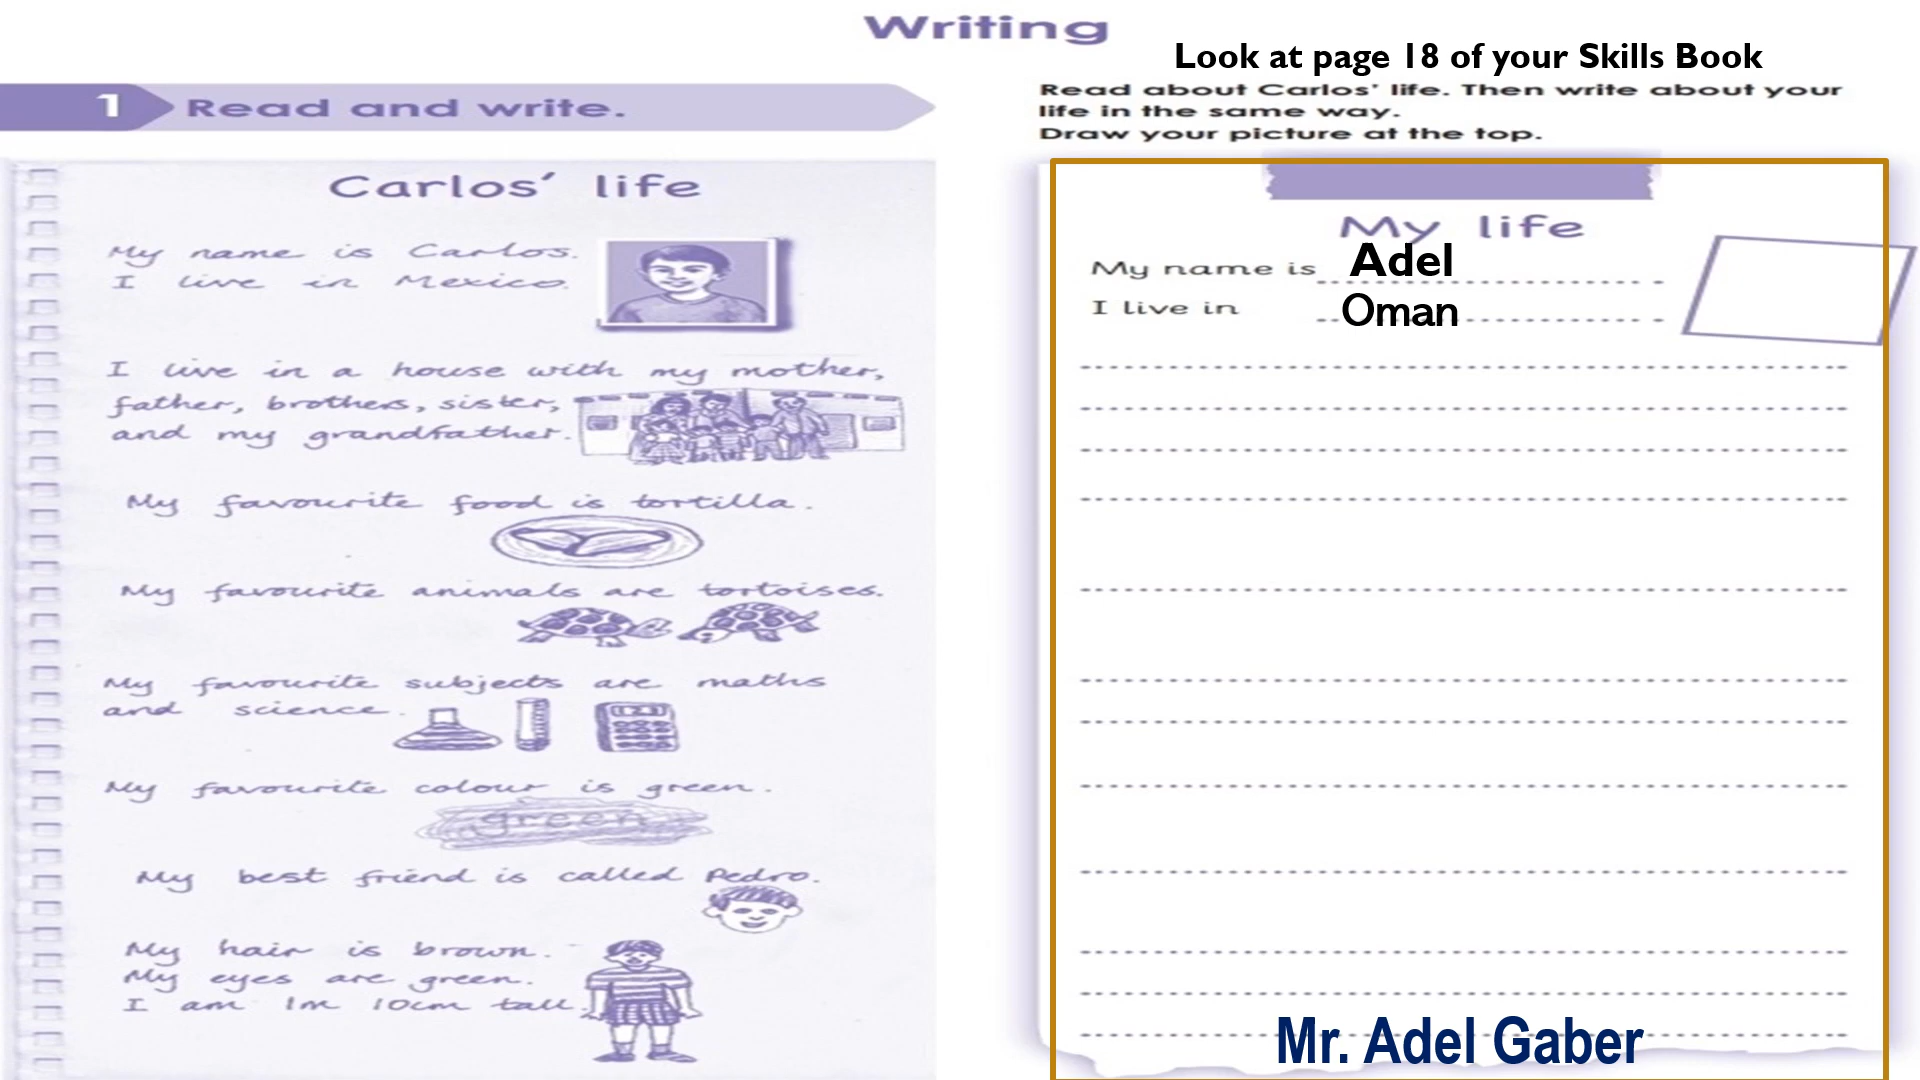 Writing
Look at page 18 of your Skills Book
1 Read and write.
Read about Carlos' life. Then write about your
life in the same way.
Draw your picture at the top.
Carlos' life
My name is Carlos.
I live in Mexico.
I live in a house with my mother,
father, brothers, sister,
and my grandfather.
My favourite food is tortilla.
My favourite animals are tortoises.
My favourite subjects are maths
and science.
My favourite colour is green.
green
My best friend is called Pedro.
My hair is brown.
My eyes are green.
I am 1m 10cm tall.
My life
My name is Adel
I live in Oman
Mr. Adel Gaber